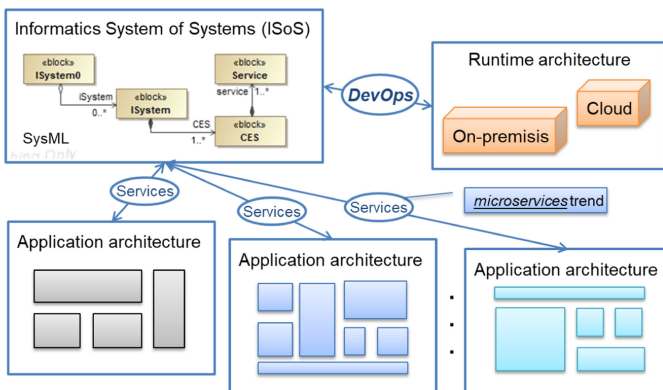 Informatics System of Systems (ISoS)
«block»
ISystem0
«block»
Service
iSystem
0..*
service
1..*
«block»
ISystem
CES
1..*
«block»
CES
SysML
DevOps
Runtime architecture
Cloud
On-premisis
Services
Services
Services
microservices trend
Application architecture
Application architecture
Application architecture